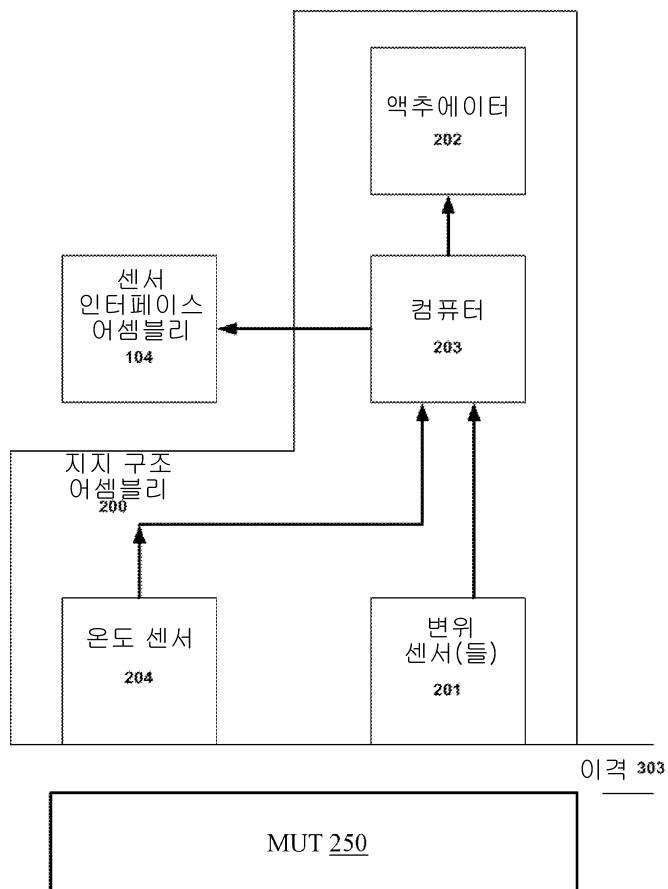 액추에이터
202
센서
인터페이스
어셈블리
104
컴퓨터
203
지지 구조
어셈블리
200
온도 센서
204
변위
센서(들)
201
이격 303
MUT 250